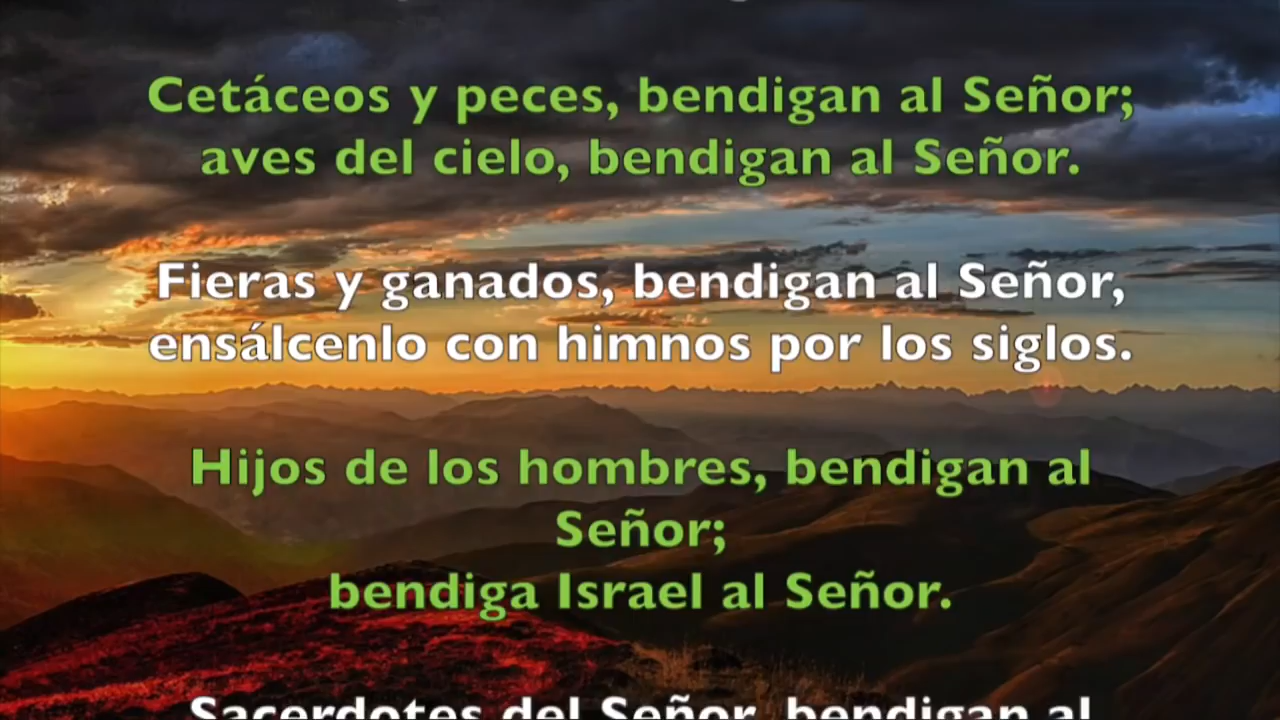 Cetáceos y peces, bendigan al Señor;
aves del cielo, bendigan al Señor.
Fieras y ganados, bendigan al Señor,
ensálcenlo con himnos por los siglos.
Hijos de los hombres, bendigan al
Señor;
bendiga Israel al Señor.
Sacerdotes del Señor, bendigan al